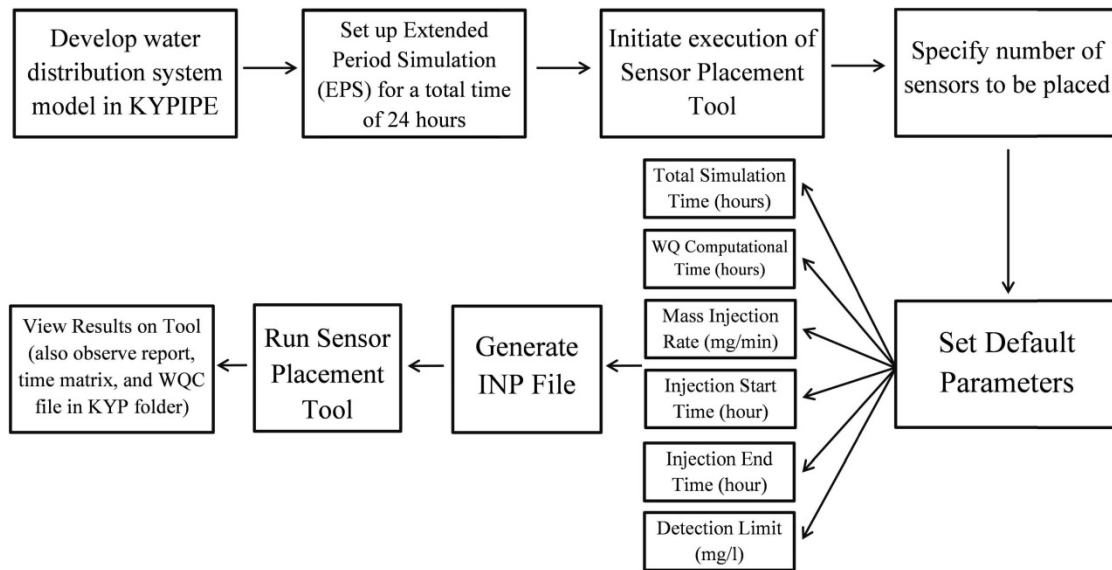 Develop water
distribution system
model in KYPIPE
Set up Extended
Period Simulation
(EPS) for a total time
of 24 hours
Initiate execution of
Sensor Placement
Tool
Specify number of
sensors to be placed
Set Default
Parameters
Total Simulation
Time (hours)
WQ Computational
Time (hours)
Mass Injection
Rate (mg/min)
Injection Start
Time (hour)
Injection End
Time (hour)
Detection Limit
(mg/l)
Generate
INP File
Run Sensor
Placement
Tool
View Results on Tool
(also observe report,
time matrix, and WQC
file in KYP folder)